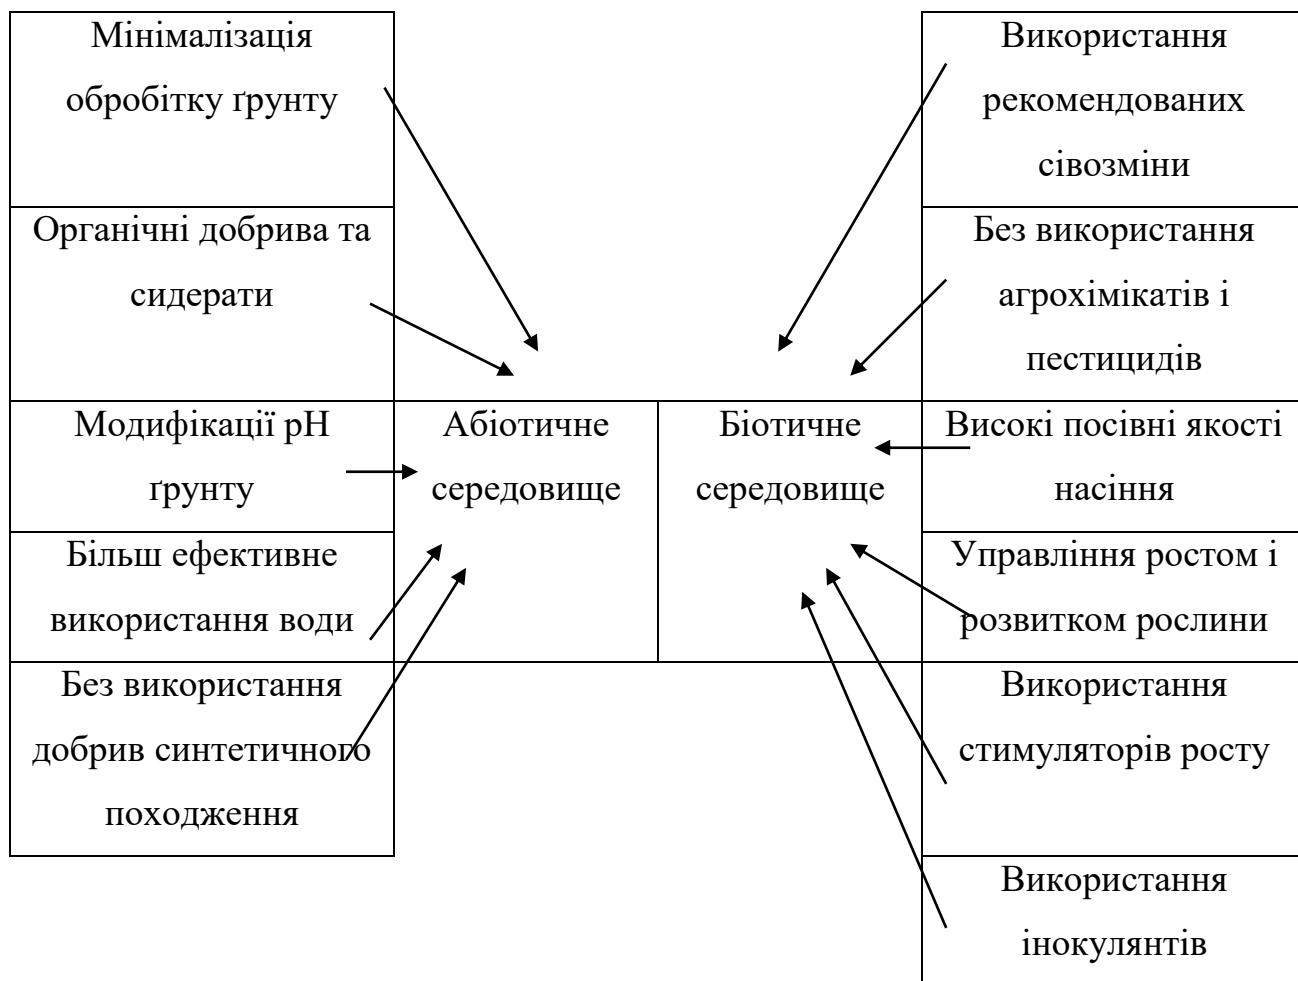 Мінімалізація
обробітку ґрунту
Органічні добрива та
сидерати
Модифікації рН
ґрунту
Більш ефективне
використання води
Без використання
добрив синтетичного
походження
Абіотичне
середовище
Біотичне
середовище
Використання
рекомендованих
сівозміни
Без використання
агрохімікатів і
пестицидів
Високі посівні якості
насіння
Управління ростом і
розвитком рослини
Використання
стимуляторів росту
Використання
інокулянтів